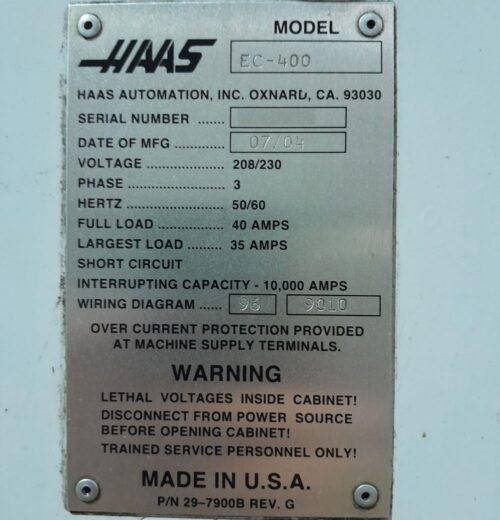 MODEL
HAAS EC-400
HAAS AUTOMATION, INC. OXNARD, CA. 93030
SERIAL NUMBER ......
DATE OF MFG ............ 07/04
VOLTAGE ................... 208/230
PHASE ...................... 3
HERTZ ...................... 50/60
FULL LOAD ............... 40 AMPS
LARGEST LOAD ......... 35 AMPS
SHORT CIRCUIT
INTERRUPTING CAPACITY - 10,000 AMPS
WIRING DIAGRAM ...... 96 9010
OVER CURRENT PROTECTION PROVIDED
AT MACHINE SUPPLY TERMINALS.
WARNING
LETHAL VOLTAGES INSIDE CABINET!
DISCONNECT FROM POWER SOURCE
BEFORE OPENING CABINET!
TRAINED SERVICE PERSONNEL ONLY!
MADE IN U.S.A.
P/N 29-7900B REV. G